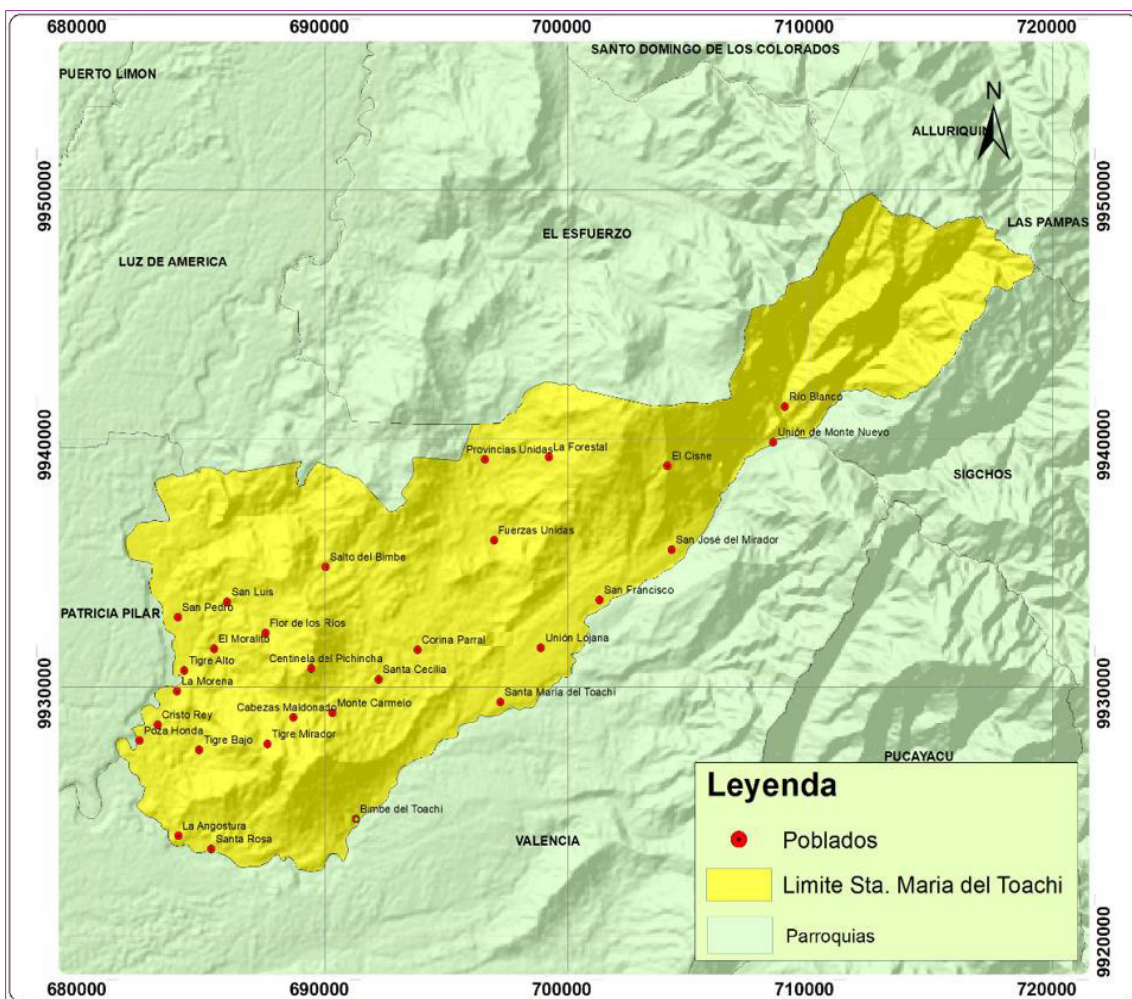 680000
690000
700000
710000
720000
SANTO DOMINGO DE LOS COLORADOS
PUERTO LIMON
N
ALLURIQUIN
9950000
9950000
LAS PAMPAS
EL ESFUERZO
LUZ DE AMERICA
Río Blanco
Unión de Monte Nuevo
9940000
9940000
Provincias Unidas
La Forestal
El Cisne
SIGCHOS
Fuerzas Unidas
San José del Mirador
Salto del Bimbe
San Luis
San Francisco
PATRICIA PILAR
San Pedro
Flor de los Ríos
El Moralito
Corina Parral
Unión Lojana
Tigre Alto
Centinela del Pichincha
Santa Cecilia
La Morena
9930000
9930000
Santa María del Toachi
Cabezas Maldonado
Monte Carmelo
Cristo Rey
Poza Honda
Tigre Bajo
Tigre Mirador
PUCAYACU
Leyenda
Bimbe del Toachi
La Angostura
Santa Rosa
VALENCIA
Poblados
Limite Sta. Maria del Toachi
Parroquias
9920000
9920000
680000
690000
700000
710000
720000